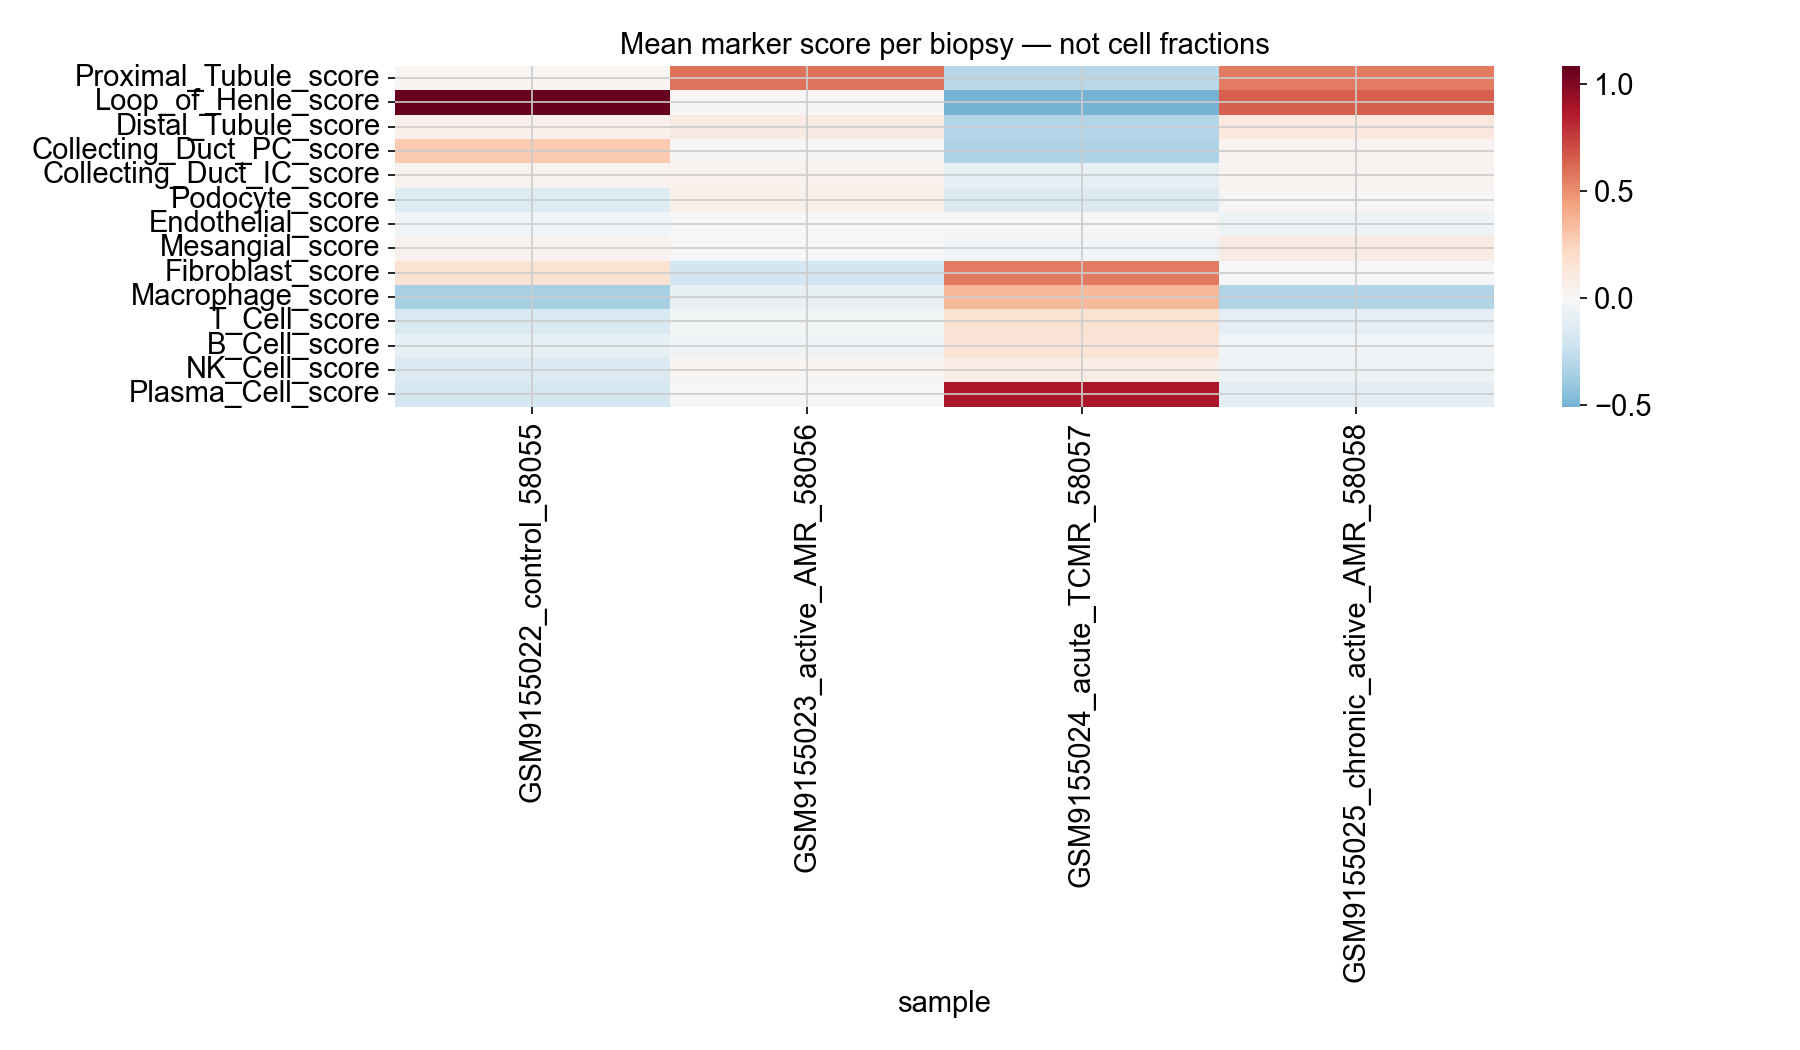 Mean marker score per biopsy — not cell fractions
Proximal_Tubule_score
Loop_of_Henle_score
Distal_Tubule_score
Collecting_Duct_PC_score
Collecting_Duct_IC_score
Podocyte_score
Endothelial_score
Mesangial_score
Fibroblast_score
Macrophage_score
T_Cell_score
B_Cell_score
NK_Cell_score
Plasma_Cell_score
1.0
0.5
0.0
−0.5
GSM9155022_control_58055
GSM9155023_active_AMR_58056
GSM9155024_acute_TCMR_58057
GSM9155025_chronic_active_AMR_58058
sample